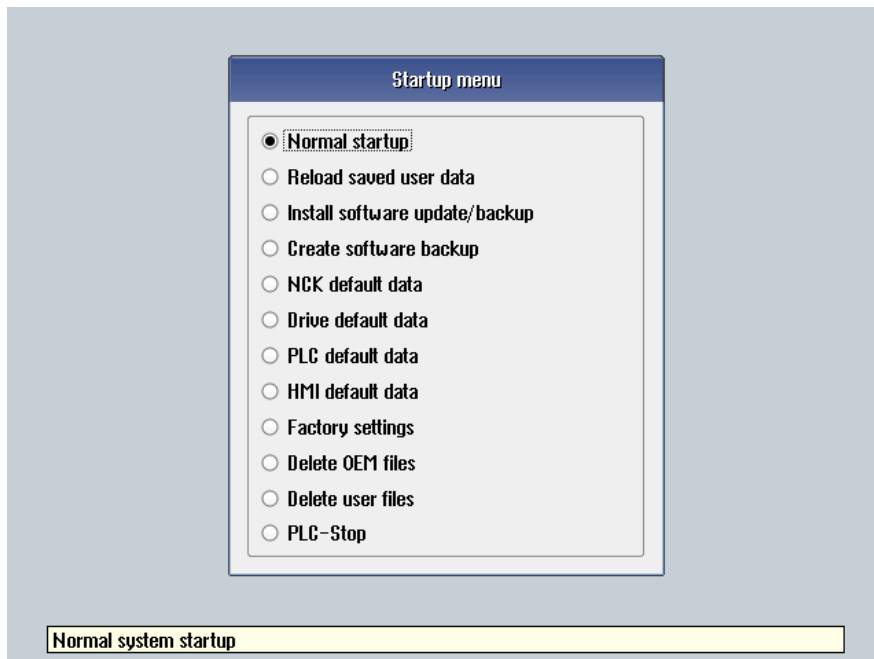 Startup menu
Normal startup
Reload saved user data
Install software update/backup
Create software backup
NCK default data
Drive default data
PLC default data
HMI default data
Factory settings
Delete OEM files
Delete user files
PLC-Stop
Normal system startup